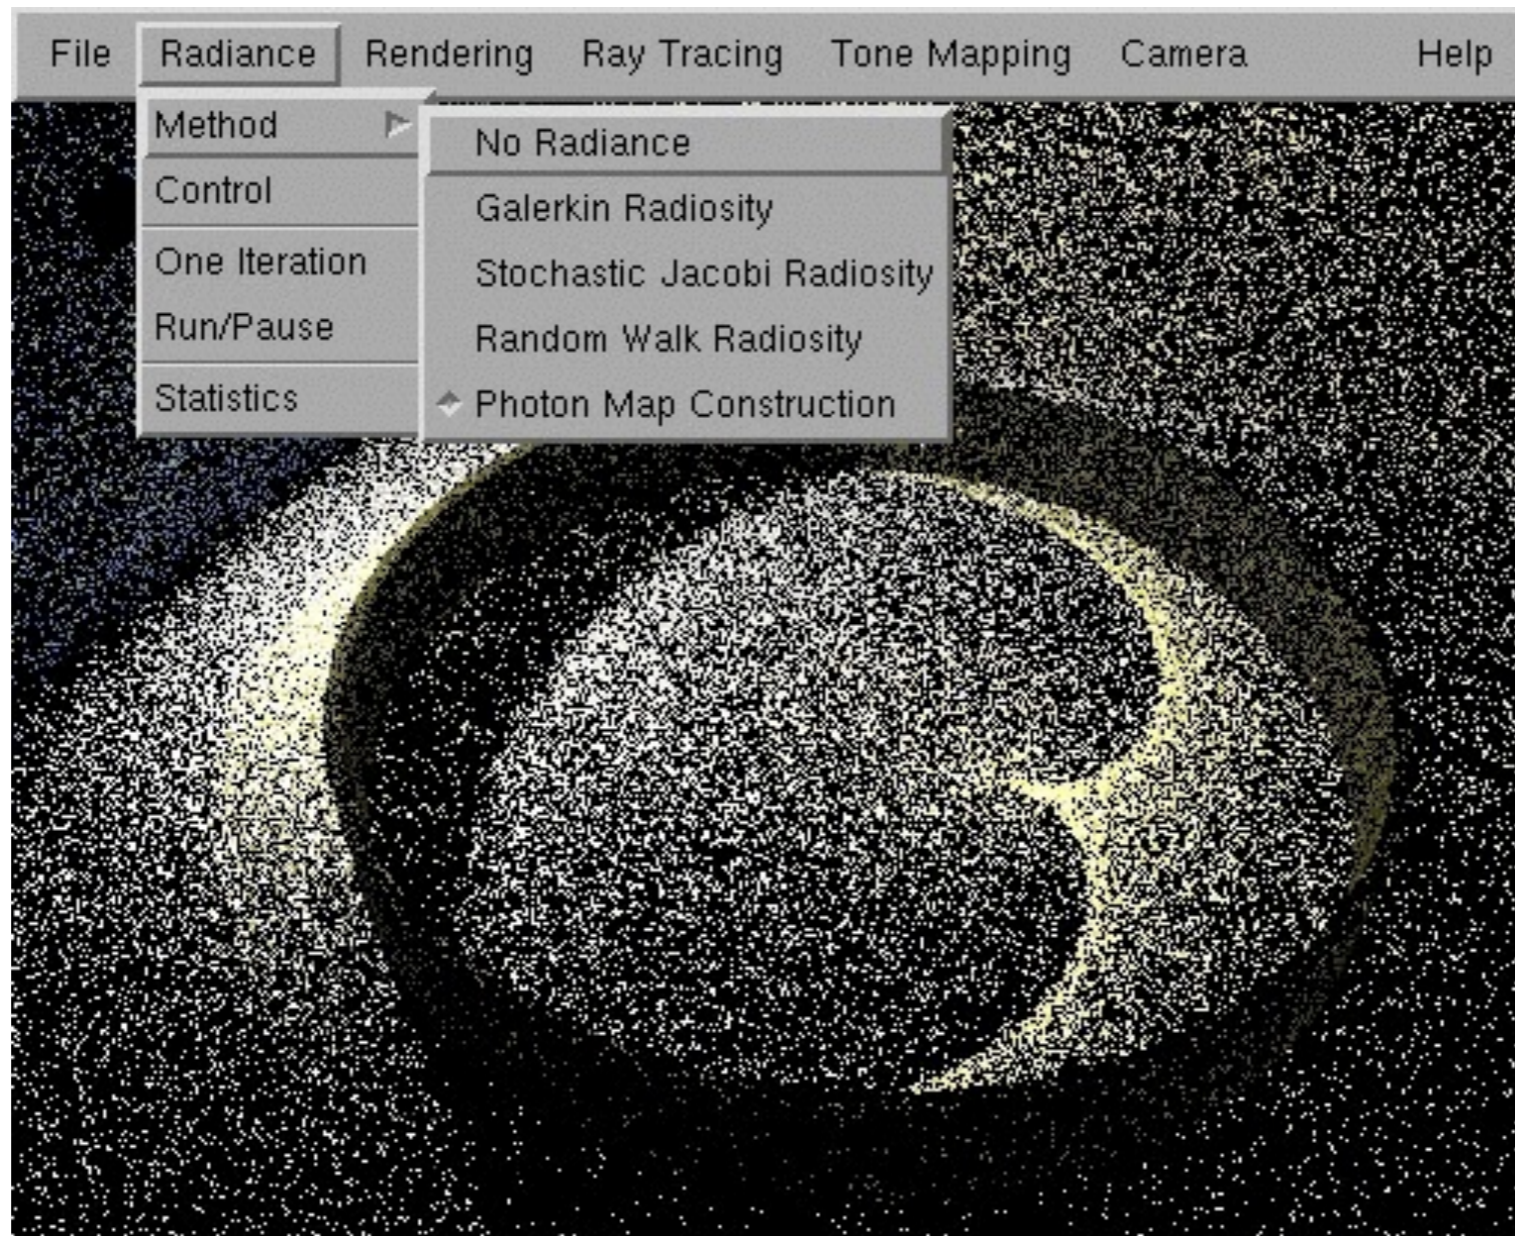 File Radiance Rendering Ray Tracing Tone Mapping Camera Help
Method
Control
One Iteration
Run/Pause
Statistics
No Radiance
Galerkin Radiosity
Stochastic Jacobi Radiosity
Random Walk Radiosity
Photon Map Construction